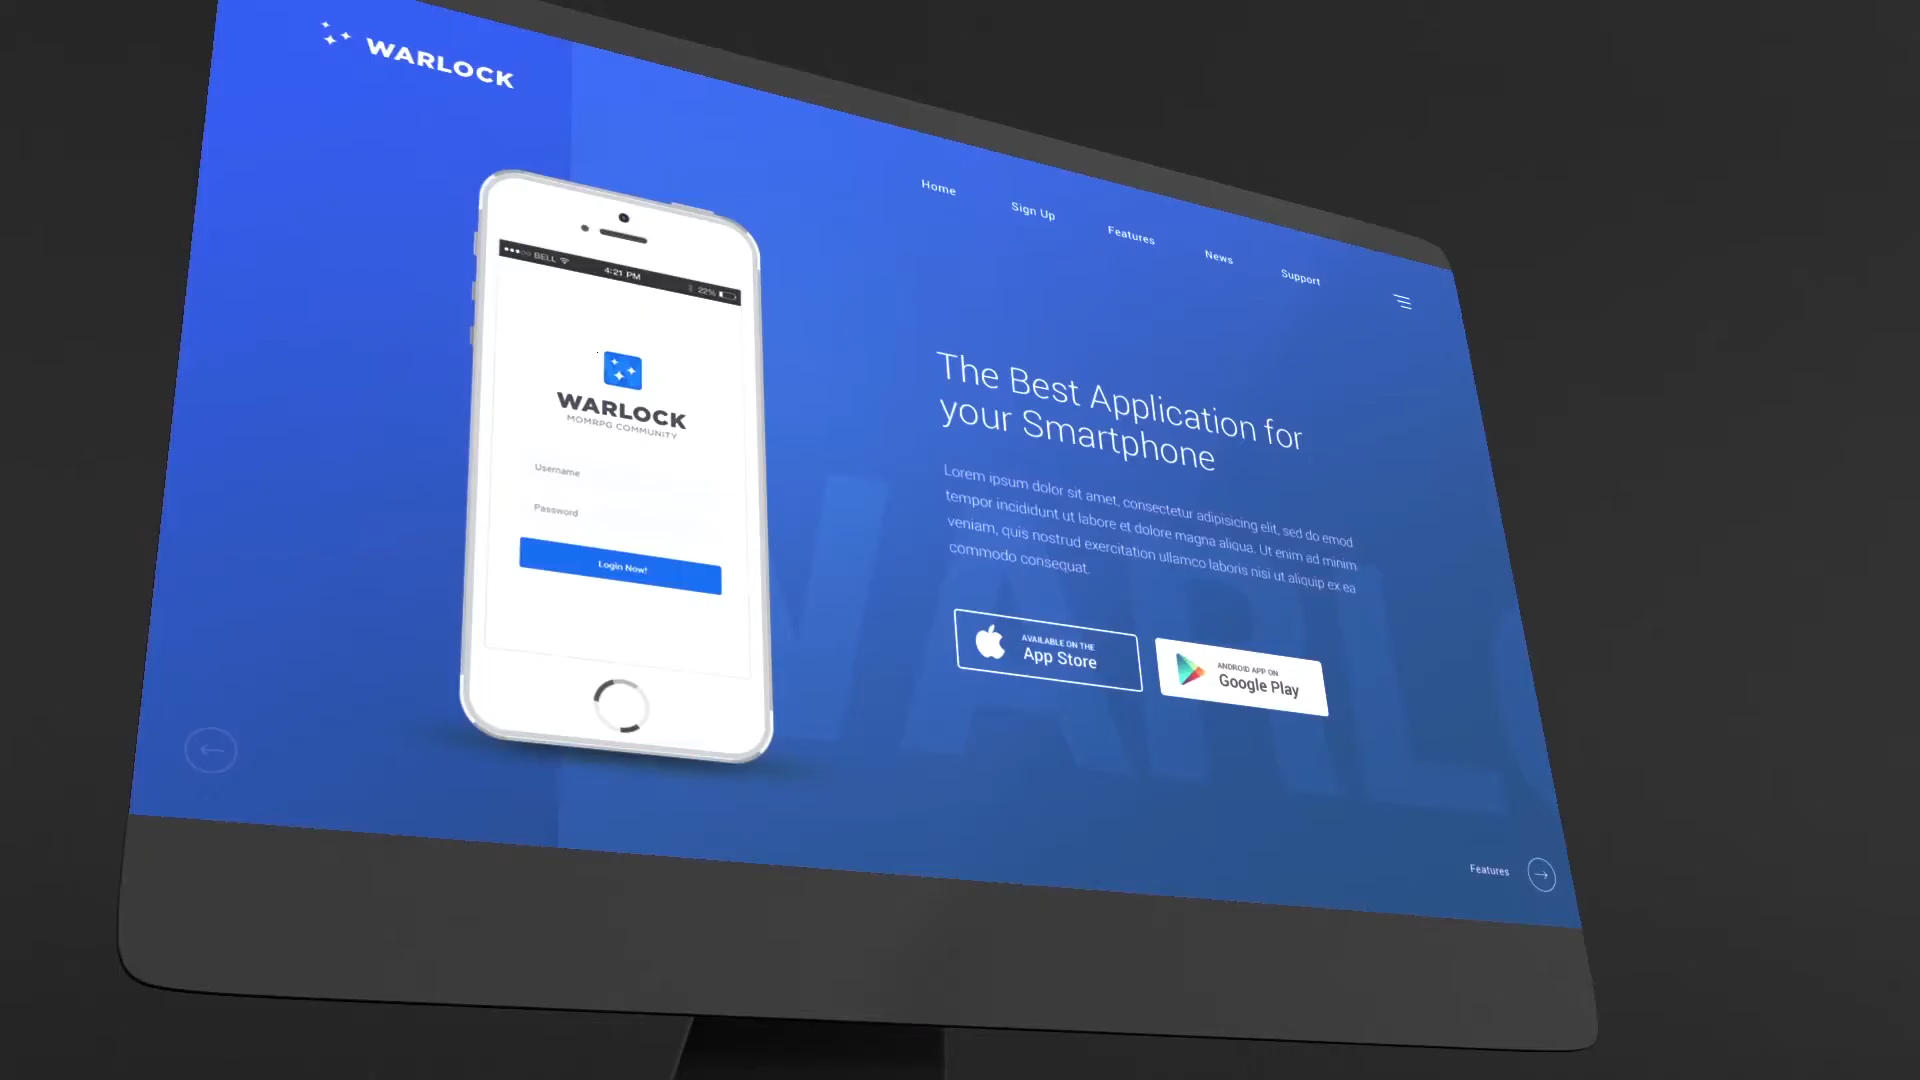 WARLOCK
Home
Sign Up
Features
News
Support
BELL
4:21 PM
22%
WARLOCK
MOMRPG COMMUNITY
Username
Password
Login Now!
The Best Application for
your Smartphone
Lorem ipsum dolor sit amet, consectetur adipisicing elit, sed do emod
tempor incididunt ut labore et dolore magna aliqua. Ut enim ad minim
veniam, quis nostrud exercitation ullamco laboris nisi ut aliquip ex ea
commodo consequat.
AVAILABLE ON THE
App Store
ANDROID APP ON
Google Play
WARLO
Features